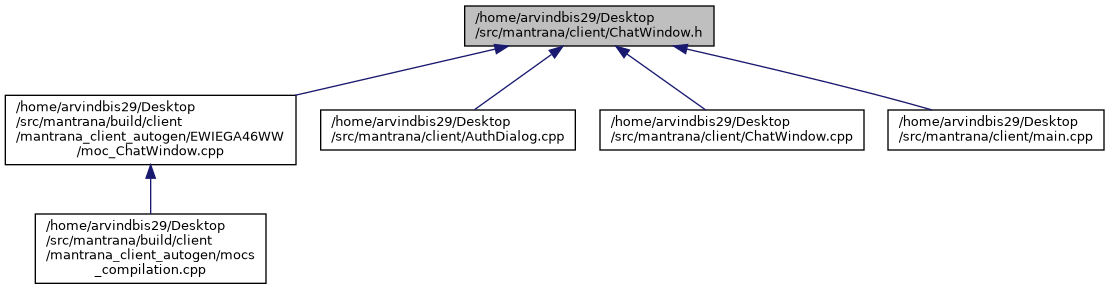 /home/arvindbis29/Desktop
/src/mantrana/client/ChatWindow.h
/home/arvindbis29/Desktop
/src/mantrana/build/client
/mantrana_client_autogen/EWIEGA46WW
/moc_ChatWindow.cpp
/home/arvindbis29/Desktop
/src/mantrana/client/AuthDialog.cpp
/home/arvindbis29/Desktop
/src/mantrana/client/ChatWindow.cpp
/home/arvindbis29/Desktop
/src/mantrana/client/main.cpp
/home/arvindbis29/Desktop
/src/mantrana/build/client
/mantrana_client_autogen/mocs
_compilation.cpp